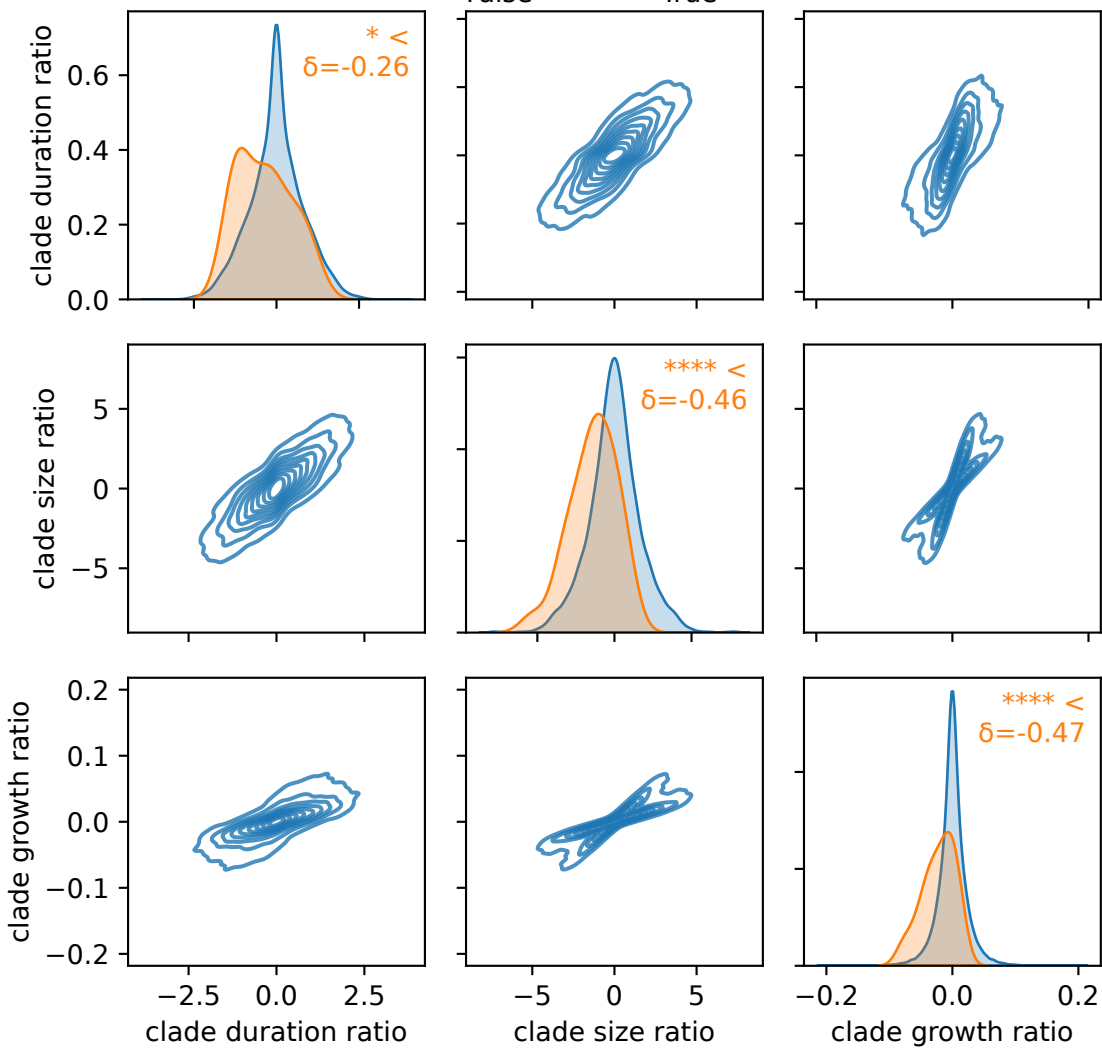 * <
δ=-0.26
clade duration ratio
0.6
0.4
0.2
0.0
**** <
δ=-0.46
clade size ratio
5
0
−5
**** <
δ=-0.47
clade growth ratio
0.2
0.1
0.0
−0.1
−0.2
−2.5 0.0 2.5 −5 0 5 −0.2 0.0 0.2
clade duration ratio clade size ratio clade growth ratio